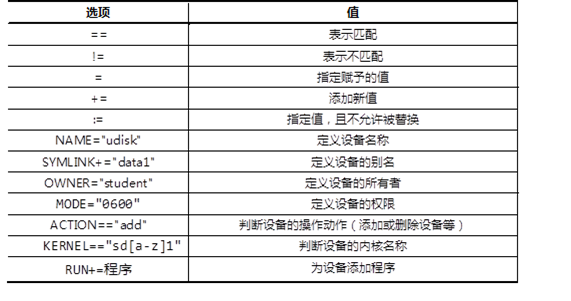 选项 值
== 表示匹配
!= 表示不匹配
= 指定赋予的值
+= 添加新值
:= 指定值，且不允许被替换
NAME="udisk" 定义设备名称
SYMLINK+="data1" 定义设备的别名
OWNER="student" 定义设备的所有者
MODE="0600" 定义设备的权限
ACTION=="add" 判断设备的操作动作（添加或删除设备等）
KERNEL=="sd[a-z]1" 判断设备的内核名称
RUN+=程序 为设备添加程序